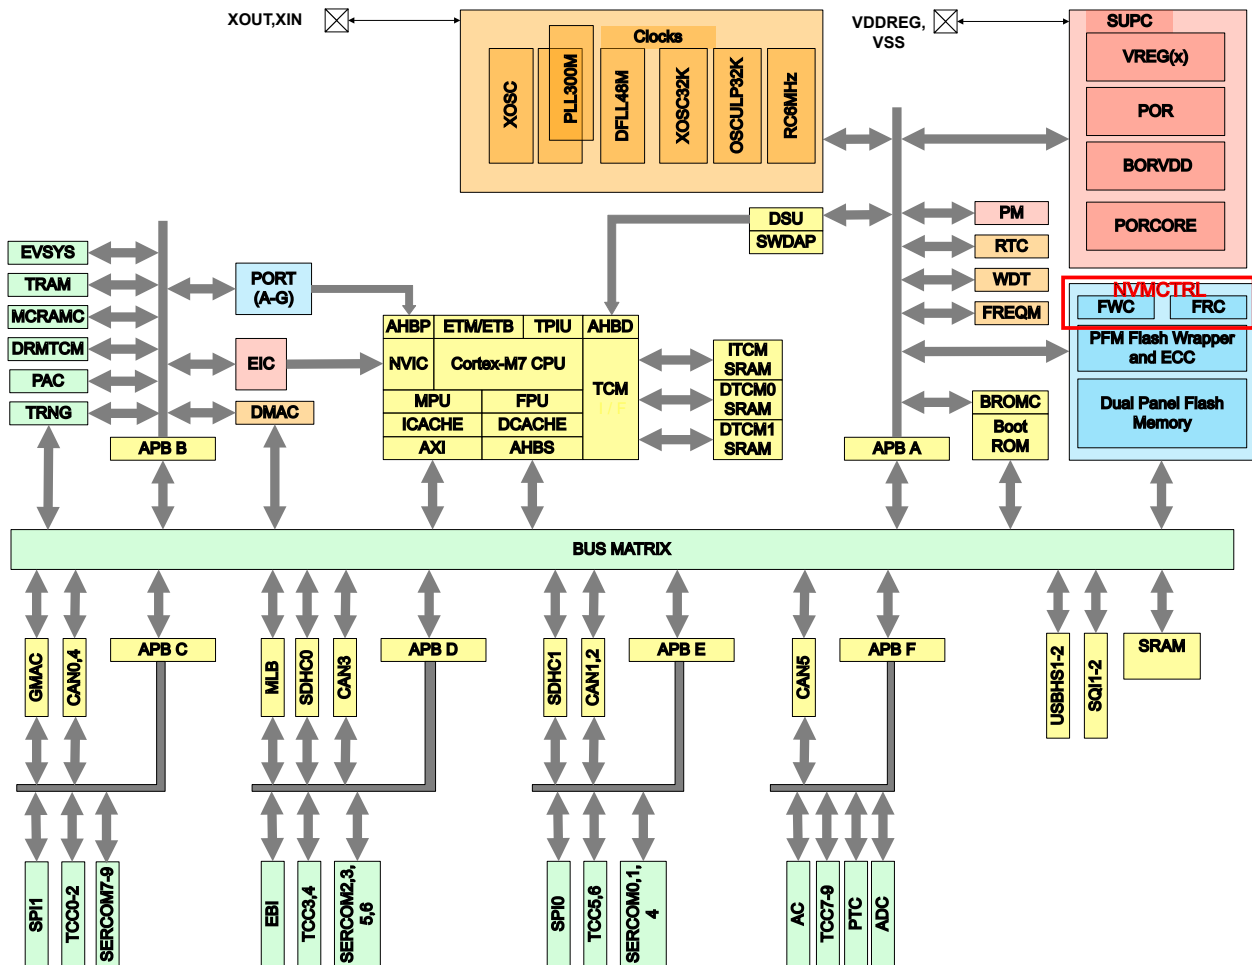 XOUT,XIN
VDDREG,
VSS
Clocks
XOSC
PLL300M
DFLL48M
XOSC32K
OSCULP32K
RC6MHz
SUPC
VREG(x)
POR
BORVDD
PORCORE
DSU
SWDAP
PM
RTC
WDT
FREQM
NVMCTRL
FWC
FRC
PFM Flash Wrapper
and ECC
Dual Panel Flash
Memory
EVSYS
TRAM
MCRAMC
DRMTCM
PAC
TRNG
PORT
(A-G)
EIC
DMAC
AHBP
ETM/ETB
TPIU
AHBD
NVIC
Cortex-M7 CPU
TCM
MPU
FPU
ICACHE
DCACHE
AXI
AHBS
ITCM
SRAM
DTCM0
SRAM
DTCM1
SRAM
BROMC
Boot
ROM
APB B
APB A
BUS MATRIX
GMAC
CAN0,4
APB C
MLB
SDHC0
CAN3
APB D
SDHC1
CAN1,2
APB E
CAN5
APB F
USBHS1-2
SQI1-2
SRAM
SPI1
TCC0-2
SERCOM7-9
EBI
TCC3,4
SERCOM2,3,
5,6
SPI0
TCC5,6
SERCOM0,1,
4
AC
TCC7-9
PTC
ADC